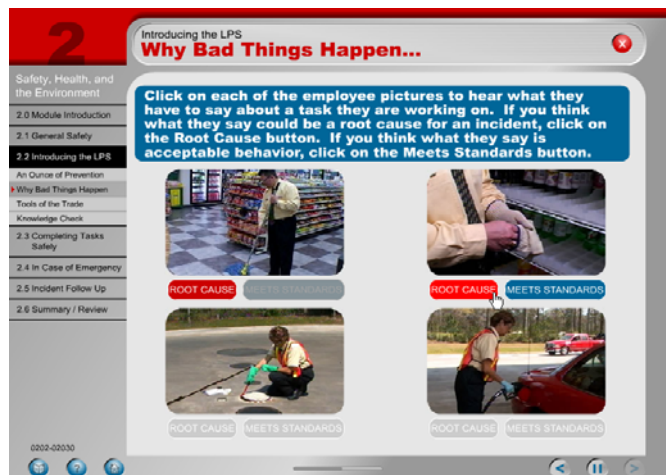 2
Introducing the LPS
Why Bad Things Happen...
Safety, Health, and
the Environment
2.0 Module Introduction
2.1 General Safety
2.2 Introducing the LPS
An Ounce of Prevention
Why Bad Things Happen
Tools of the Trade
Knowledge Check
2.3 Completing Tasks
Safely
2.4 In Case of Emergency
2.5 Incident Follow Up
2.6 Summary / Review
Click on each of the employee pictures to hear what they
have to say about a task they are working on. If you think
what they say could be a root cause for an incident, click on
the Root Cause button. If you think what they say is
acceptable behavior, click on the Meets Standards button.
ROOT CAUSE MEETS STANDARDS
ROOT CAUSE MEETS STANDARDS
ROOT CAUSE MEETS STANDARDS
ROOT CAUSE MEETS STANDARDS
0202-02030